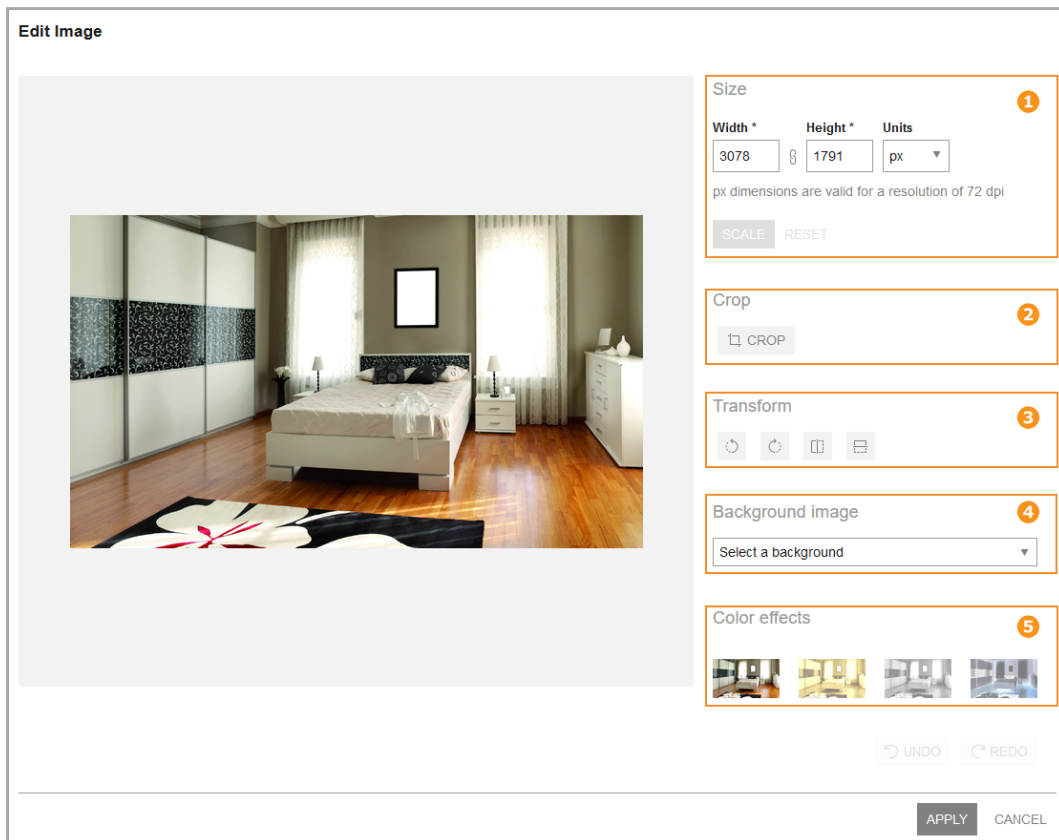 Edit Image
Size
1
Width * Height * Units
3078 1791 px
px dimensions are valid for a resolution of 72 dpi
SCALE RESET
Crop
2
CROP
Transform
3
Background image
4
Select a background
Color effects
5
UNDO REDO
APPLY CANCEL